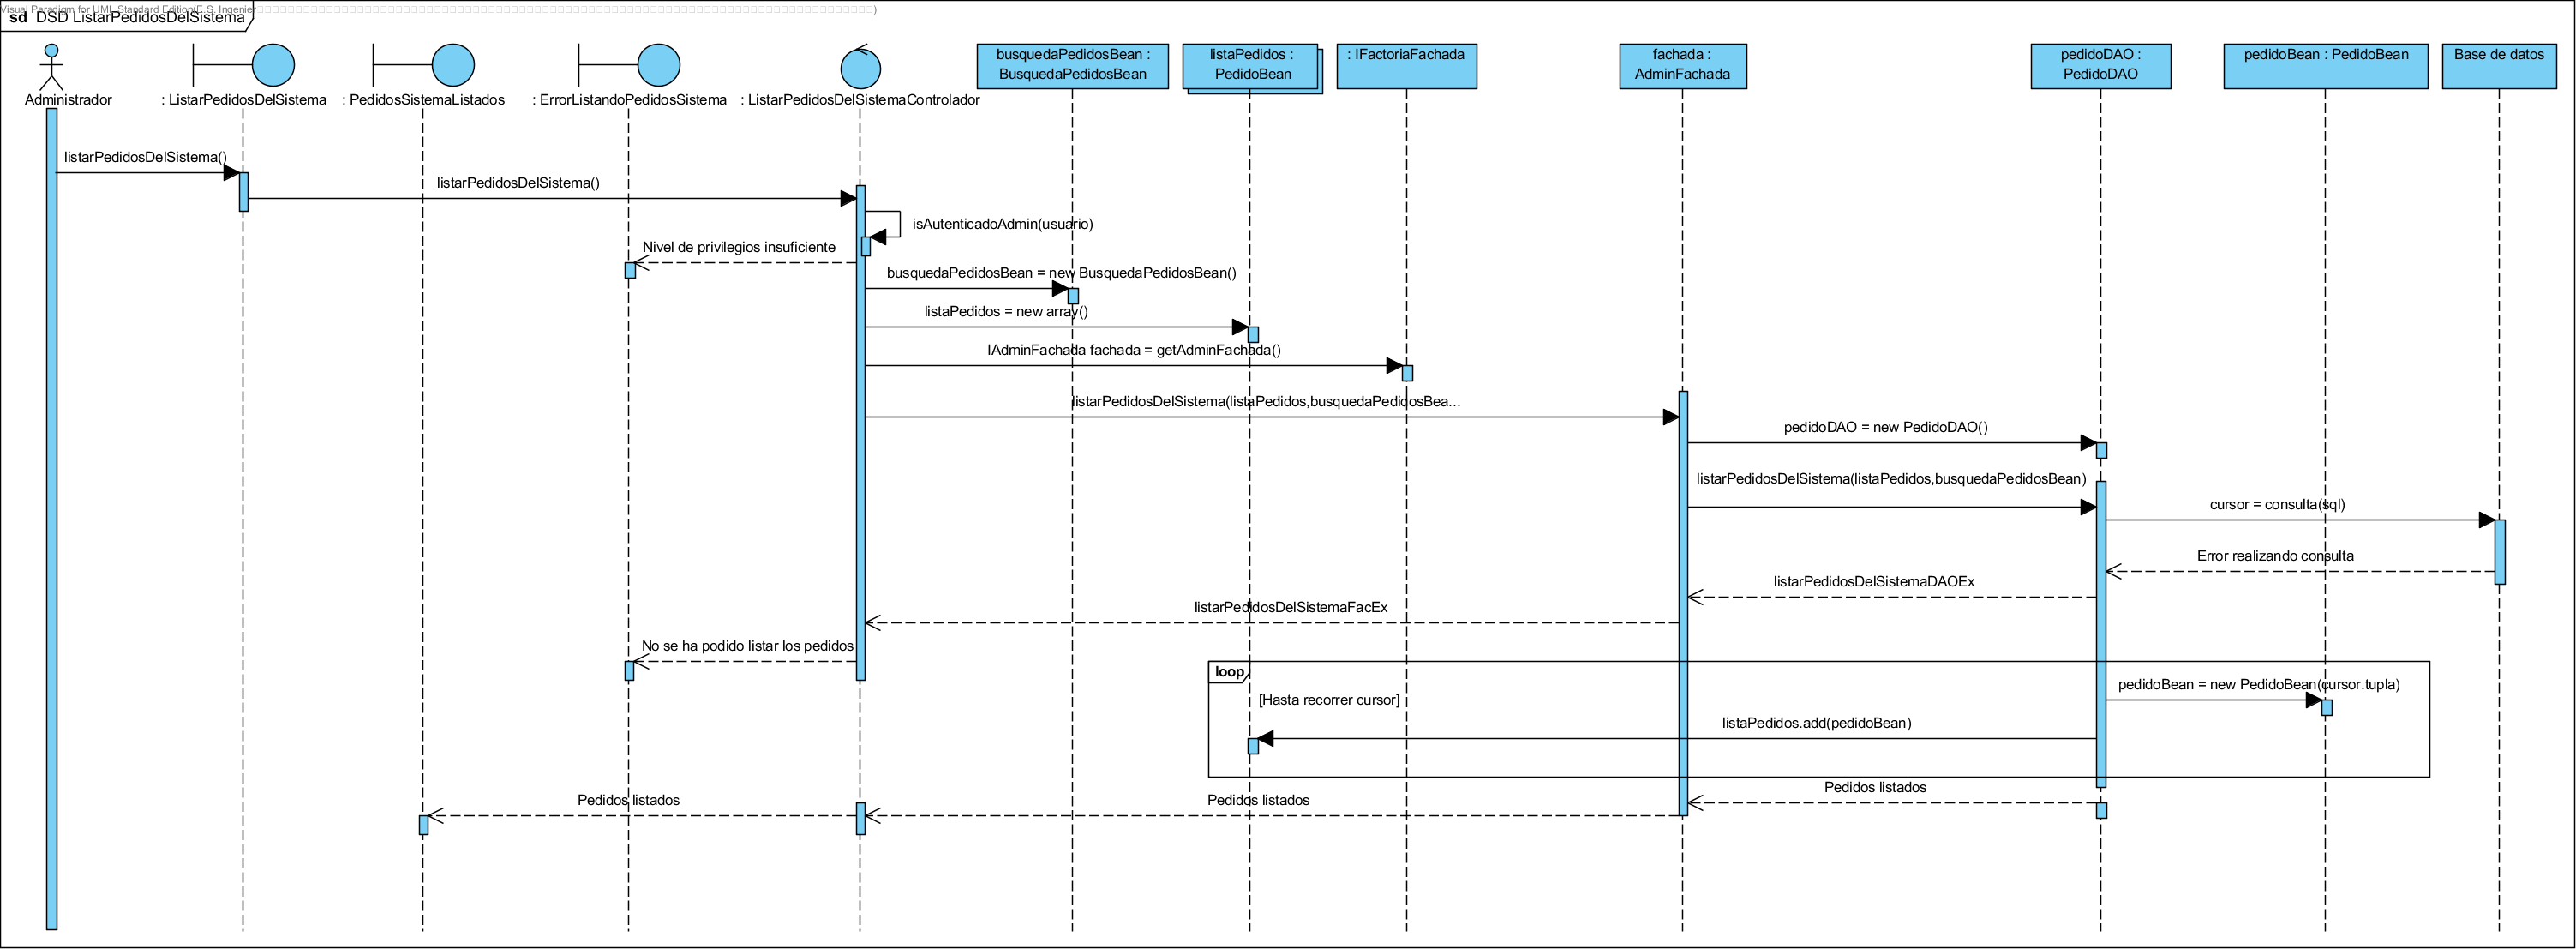 Visual Paradigm for UML Standard Edition(E.S. Ingenier
sd DSD ListarPedidosDelSistema
Administrador
: ListarPedidosDelSistema
: PedidosSistemaListados
: ErrorListandoPedidosSistema
: ListarPedidosDelSistemaControlador
busquedaPedidosBean :
BusquedaPedidosBean
listaPedidos :
PedidoBean
: IFactoriaFachada
fachada :
AdminFachada
pedidoDAO :
PedidoDAO
pedidoBean : PedidoBean
Base de datos
listarPedidosDelSistema()
listarPedidosDelSistema()
isAutenticadoAdmin(usuario)
Nivel de privilegios insuficiente
busquedaPedidosBean = new BusquedaPedidosBean()
listaPedidos = new array()
IAdminFachada fachada = getAdminFachada()
listarPedidosDelSistema(listaPedidos,busquedaPedidosBea...
pedidoDAO = new PedidoDAO()
listarPedidosDelSistema(listaPedidos,busquedaPedidosBean)
cursor = consulta(sql)
Error realizando consulta
listarPedidosDelSistemaDAOEx
listarPedidosDelSistemaFacEx
No se ha podido listar los pedidos
loop
pedidoBean = new PedidoBean(cursor.tupla)
[Hasta recorrer cursor]
listaPedidos.add(pedidoBean)
Pedidos listados
Pedidos listados
Pedidos listados